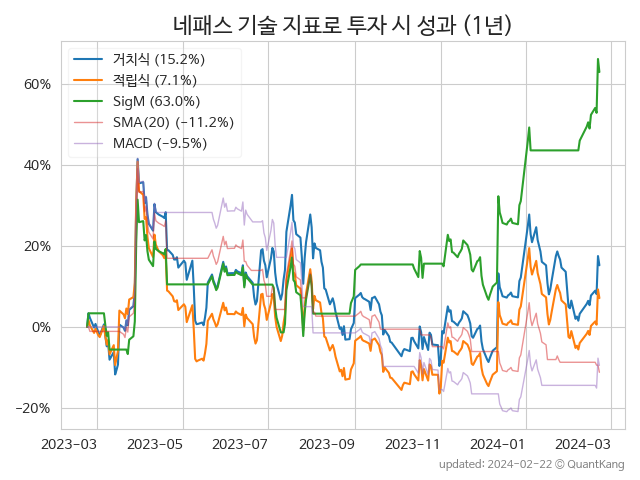 네패스 기술 지표로 투자 시 성과 (1년)
거치식 (15.2%)
적립식 (7.1%)
SigM (63.0%)
SMA(20) (−11.2%)
MACD (−9.5%)
60%
40%
20%
0%
−20%
2023−03 2023−05 2023−07 2023−09 2023−11 2024−01 2024−03
updated: 2024−02−22 © QuantKang